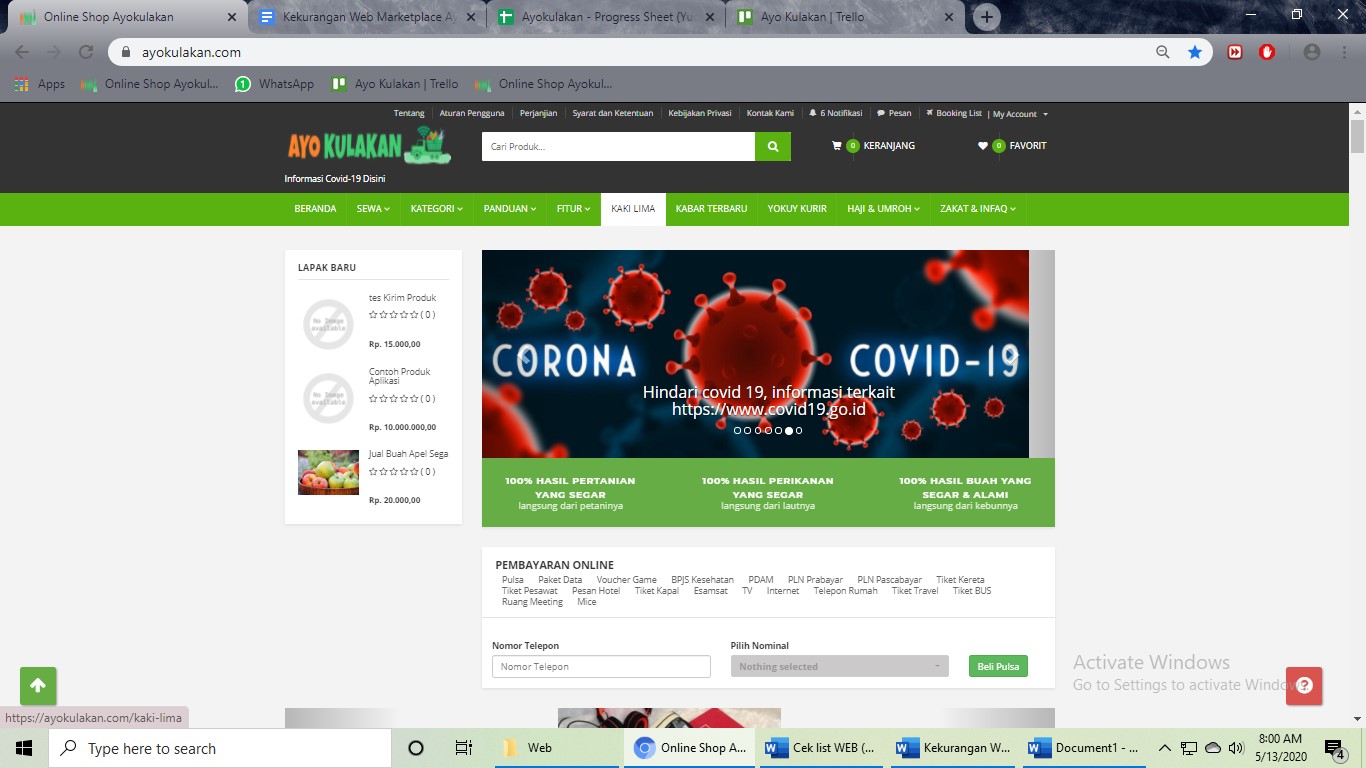 Online Shop Ayokulakan
Kekurangan Web Marketplace Ay
Ayokulakan - Progress Sheet (Yuc
Ayo Kulakan | Trello
ayokulakan.com
Apps
Online Shop Ayokul...
WhatsApp
Ayo Kulakan | Trello
Online Shop Ayokul...
Tentang
Aturan Pengguna
Perjanjian
Syarat dan Ketentuan
Kebijakan Privasi
Kontak Kami
6 Notifikasi
Pesan
Booking List
| My Account
AYO KULAKAN
Cari Produk...
0 KERANJANG
0 FAVORIT
Informasi Covid-19 Disini
BERANDA
SEWA
KATEGORI
PANDUAN
FITUR
KAKI LIMA
KABAR TERBARU
YOKUY KURIR
HAJI & UMROH
ZAKAT & INFAQ
LAPAK BARU
No Image
available
tes Kirim Produk
( 0 )
Rp. 15.000,00
No Image
available
Contoh Produk
Aplikasi
( 0 )
Rp. 10.000.000,00
Jual Buah Apel Sega
( 0 )
Rp. 20.000,00
CORONA COVID-19
Hindari covid 19, informasi terkait
https://www.covid19.go.id
100% HASIL PERTANIAN
YANG SEGAR
langsung dari petaninya
100% HASIL PERIKANAN
YANG SEGAR
langsung dari lautnya
100% HASIL BUAH YANG
SEGAR & ALAMI
langsung dari kebunnya
PEMBAYARAN ONLINE
Pulsa Paket Data Voucher Game BPJS Kesehatan PDAM PLN Prabayar PLN Pascabayar Tiket Kereta
Tiket Pesawat Pesan Hotel Tiket Kapal Esamsat TV Internet Telepon Rumah Tiket Travel Tiket BUS
Ruang Meeting Mice
Nomor Telepon
Nomor Telepon
Pilih Nominal
Nothing selected
Beli Pulsa
Activate Windows
Go to Settings to activate Windows.
https://ayokulakan.com/kaki-lima
Type here to search
Web
Online Shop A...
Cek list WEB (...
Kekurangan W...
Document1 - ...
8:00 AM
5/13/2020
4